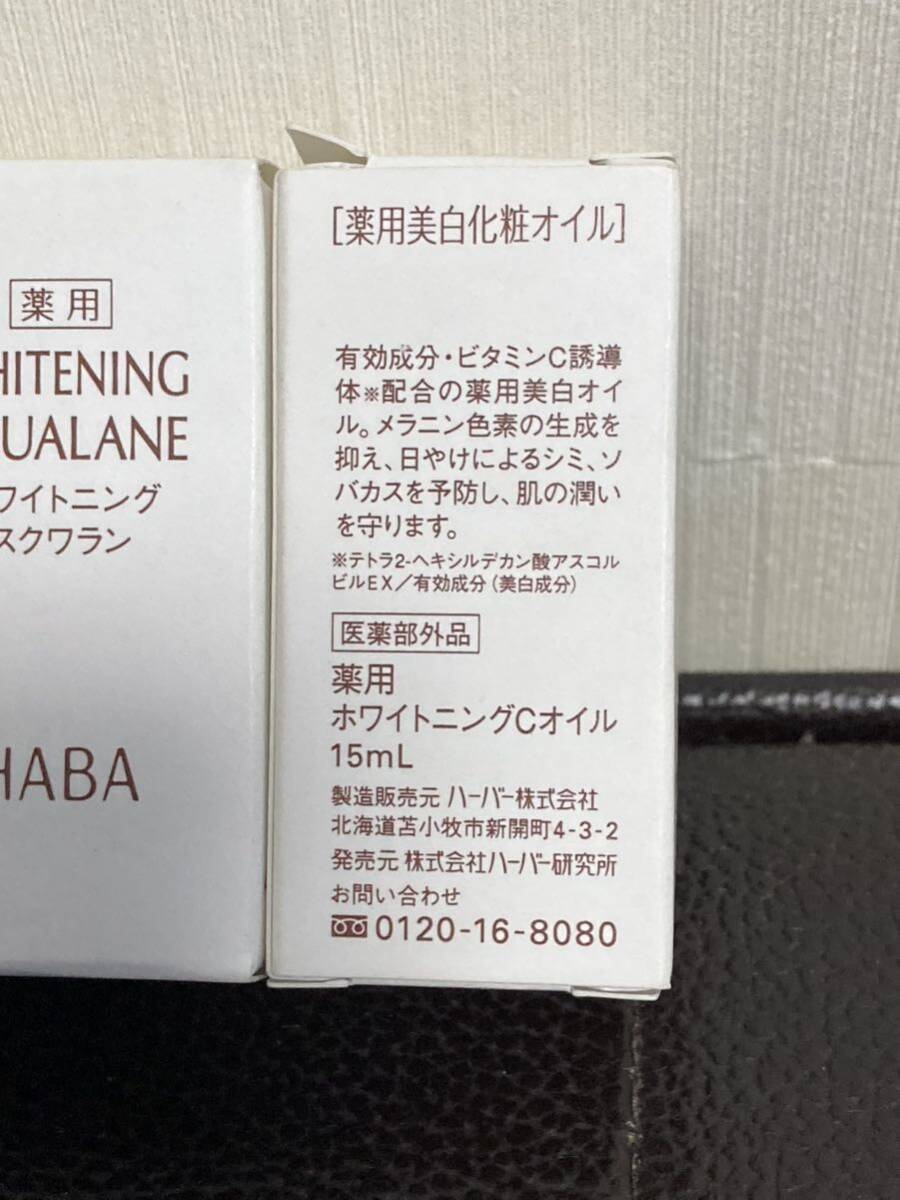 薬用
HITENING
UALANE
ワイトニング
スクワラン
HABA
[薬用美白化粧オイル]
有効成分・ビタミンC誘導
体※配合の薬用美白オイ
ル。メラニン色素の生成を
抑え、日やけによるシミ、ソ
バカスを予防し、肌の潤い
を守ります。
※テトラ2-ヘキシルデカン酸アスコル
ビルEX/有効成分(美白成分)
医薬部外品
薬用
ホワイトニングCオイル
15mL
製造販売元 ハーバー株式会社
北海道苫小牧市新開町4-3-2
発売元 株式会社ハーバー研究所
お問い合わせ
0120-16-8080